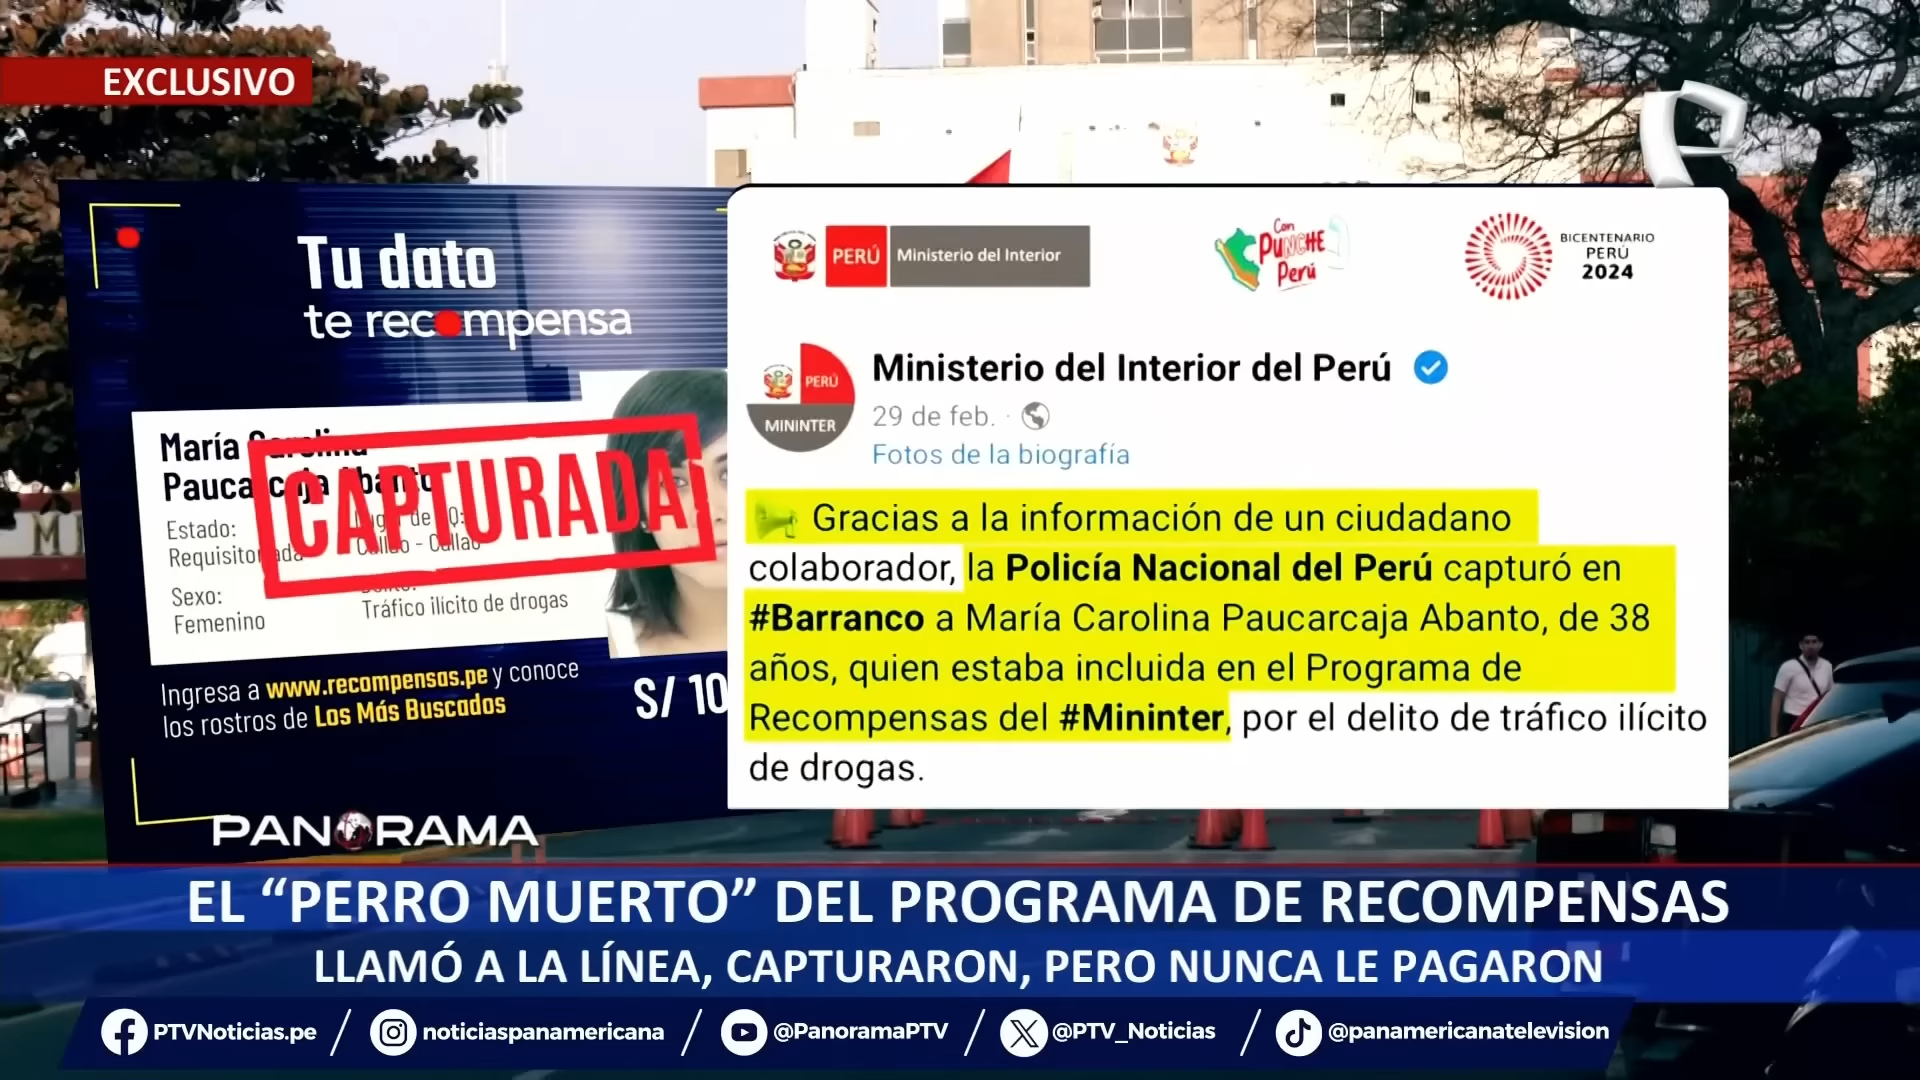 EXCLUSIVO
Tu dato
te recompensa
María Carolina
Paucarcaja Abanto
Estado:
Requisitoriada
Callao - Callao
Sexo:
Femenino
Tráfico ilícito de drogas
CAPTURADA
Ingresa a www.recompensas.pe y conoce
los rostros de Los Más Buscados
S/ 10
PERÚ Ministerio del Interior
Con PUNCHE Perú
BICENTENARIO
PERÚ
2024
PERÚ
MININTER
Ministerio del Interior del Perú
29 de feb. ·
Fotos de la biografía
Gracias a la información de un ciudadano
colaborador, la Policía Nacional del Perú capturó en
#Barranco a María Carolina Paucarcaja Abanto, de 38
años, quien estaba incluida en el Programa de
Recompensas del #Mininter, por el delito de tráfico ilícito
de drogas.
PANORAMA
EL “PERRO MUERTO” DEL PROGRAMA DE RECOMPENSAS
LLAMÓ A LA LÍNEA, CAPTURARON, PERO NUNCA LE PAGARON
PTVNoticias.pe / noticiaspanamericana / @PanoramaPTV / @PTV_Noticias / @panamericanatelevision